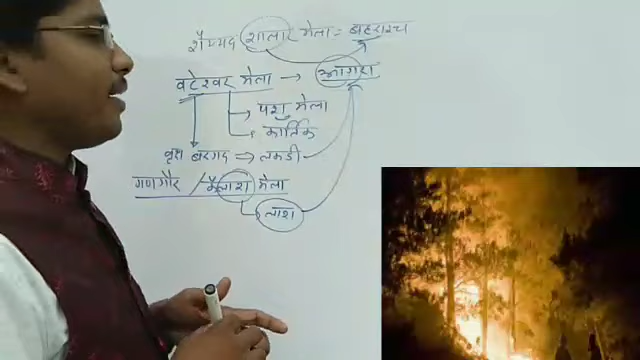 सैय्यद सालार मेला = बहराइच
बटेश्वर मेला → आगरा
→ पशु मेला
→ कार्तिक
वृक्ष बरगद → लकडी
गणगौर / कैलाश मेला
लाश